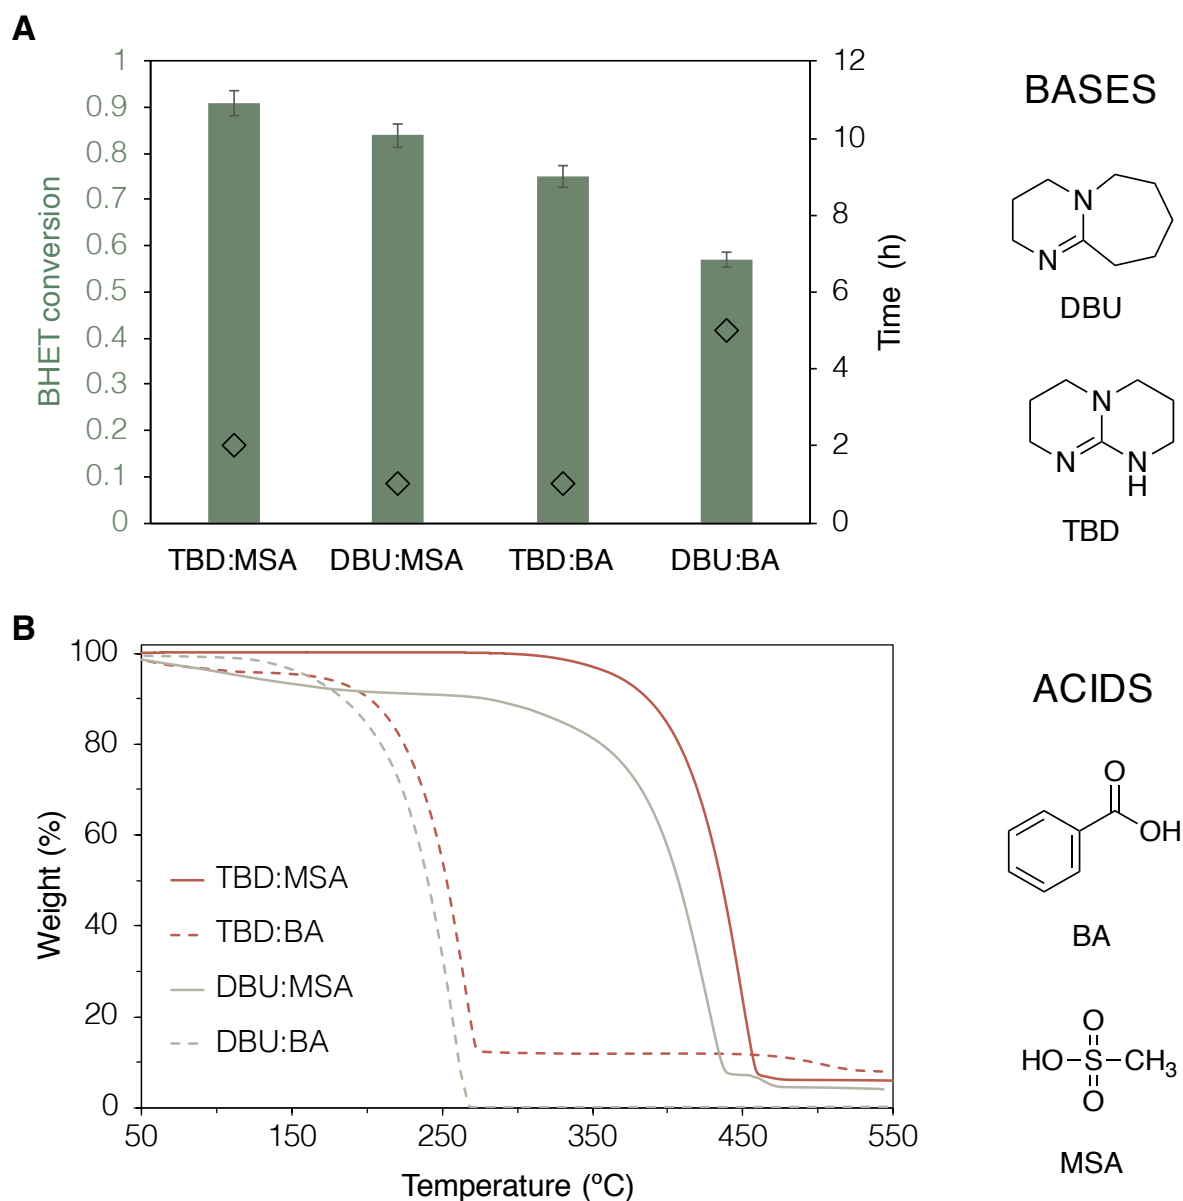 A
BHET conversion
1
0.9
0.8
0.7
0.6
0.5
0.4
0.3
0.2
0.1
0
12
10
8
6
4
2
0
Time (h)
TBD:MSA DBU:MSA TBD:BA DBU:BA
BASES
N
N
DBU
N
N
N
H
TBD
B
Weight (%)
100
80
60
40
20
0
TBD:MSA
TBD:BA
DBU:MSA
DBU:BA
50 150 250 350 450 550
Temperature (ºC)
ACIDS
O
OH
BA
O
HO S CH3
O
MSA